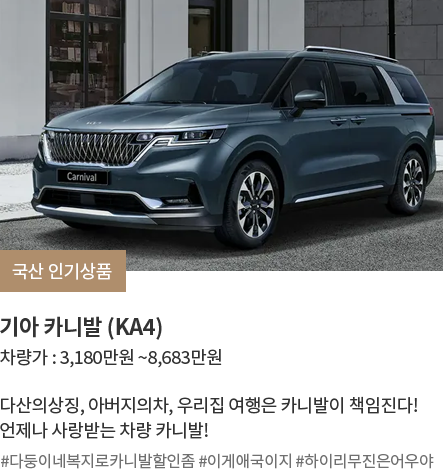 Carnival
국산 인기상품
기아 카니발 (KA4)
차량가 : 3,180만원 ~8,683만원
다산의상징, 아버지의차, 우리집 여행은 카니발이 책임진다!
언제나 사랑받는 차량 카니발!
#다둥이네복지로카니발할인좀 #이게애국이지 #하이리무진은어우야